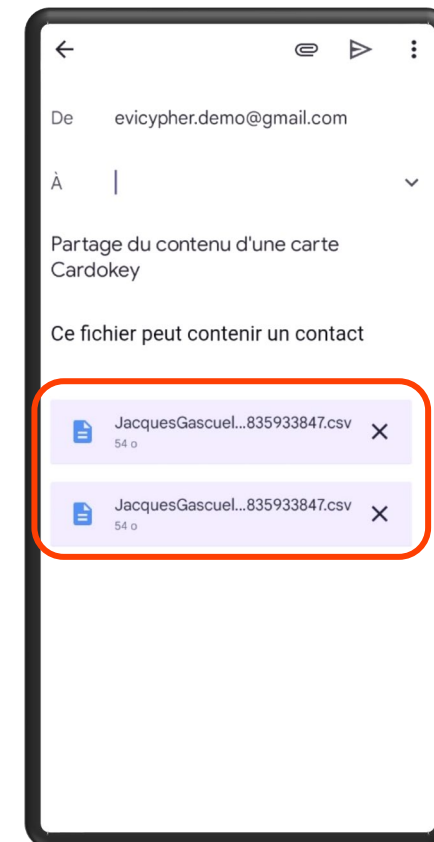 De evicypher.demo@gmail.com
À
Partage du contenu d'une carte
Cardokey
Ce fichier peut contenir un contact
JacquesGascuel...835933847.csv
54 o
JacquesGascuel...835933847.csv
54 o